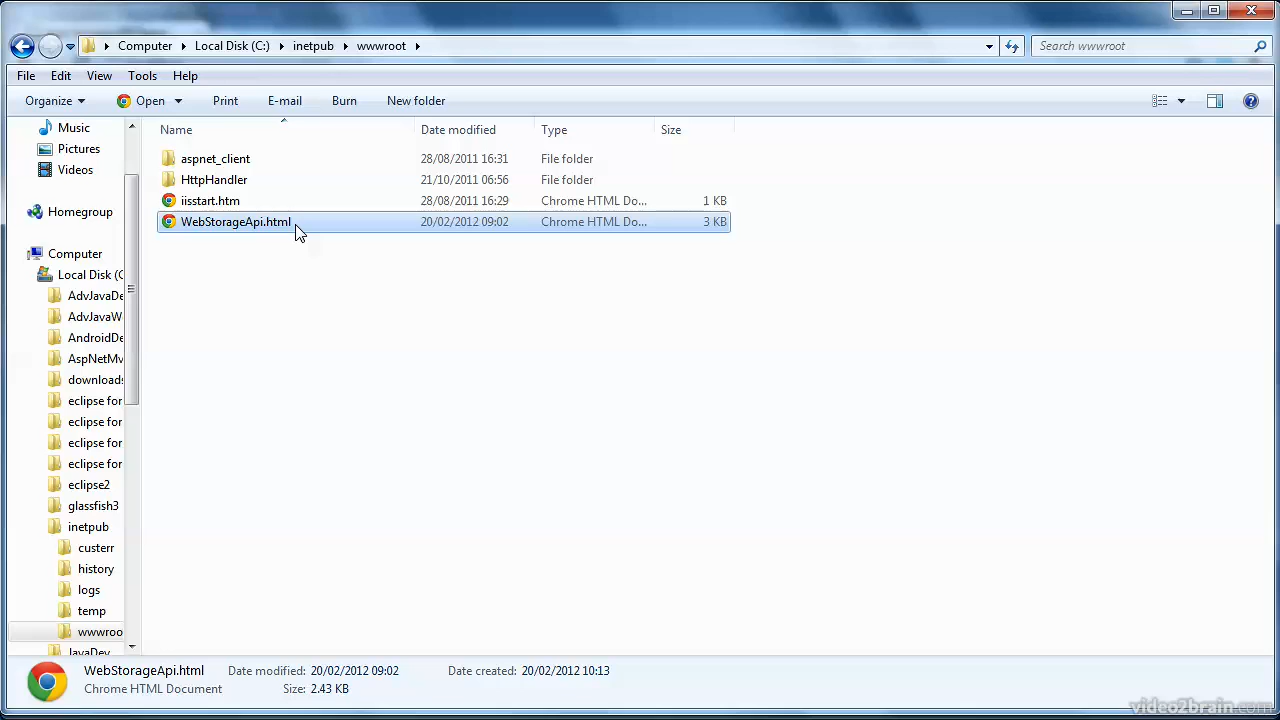 Computer Local Disk (C:) inetpub wwwroot Search wwwroot
File Edit View Tools Help
Organize Open Print E-mail Burn New folder
Name Date modified Type Size
aspnet_client 28/08/2011 16:31 File folder
HttpHandler 21/10/2011 06:56 File folder
iisstart.htm 28/08/2011 16:29 Chrome HTML Do... 1 KB
WebStorageApi.html 20/02/2012 09:02 Chrome HTML Do... 3 KB
Music
Pictures
Videos
Homegroup
Computer
Local Disk (C
AdvJavaDe
AdvJavaW
AndroidDe
AspNetMv
downloads
eclipse for
eclipse for
eclipse for
eclipse for
eclipse2
glassfish3
inetpub
custerr
history
logs
temp
wwwroo
JavaDev
WebStorageApi.html Date modified: 20/02/2012 09:02 Date created: 20/02/2012 10:13
Chrome HTML Document Size: 2.43 KB
video2brain.com